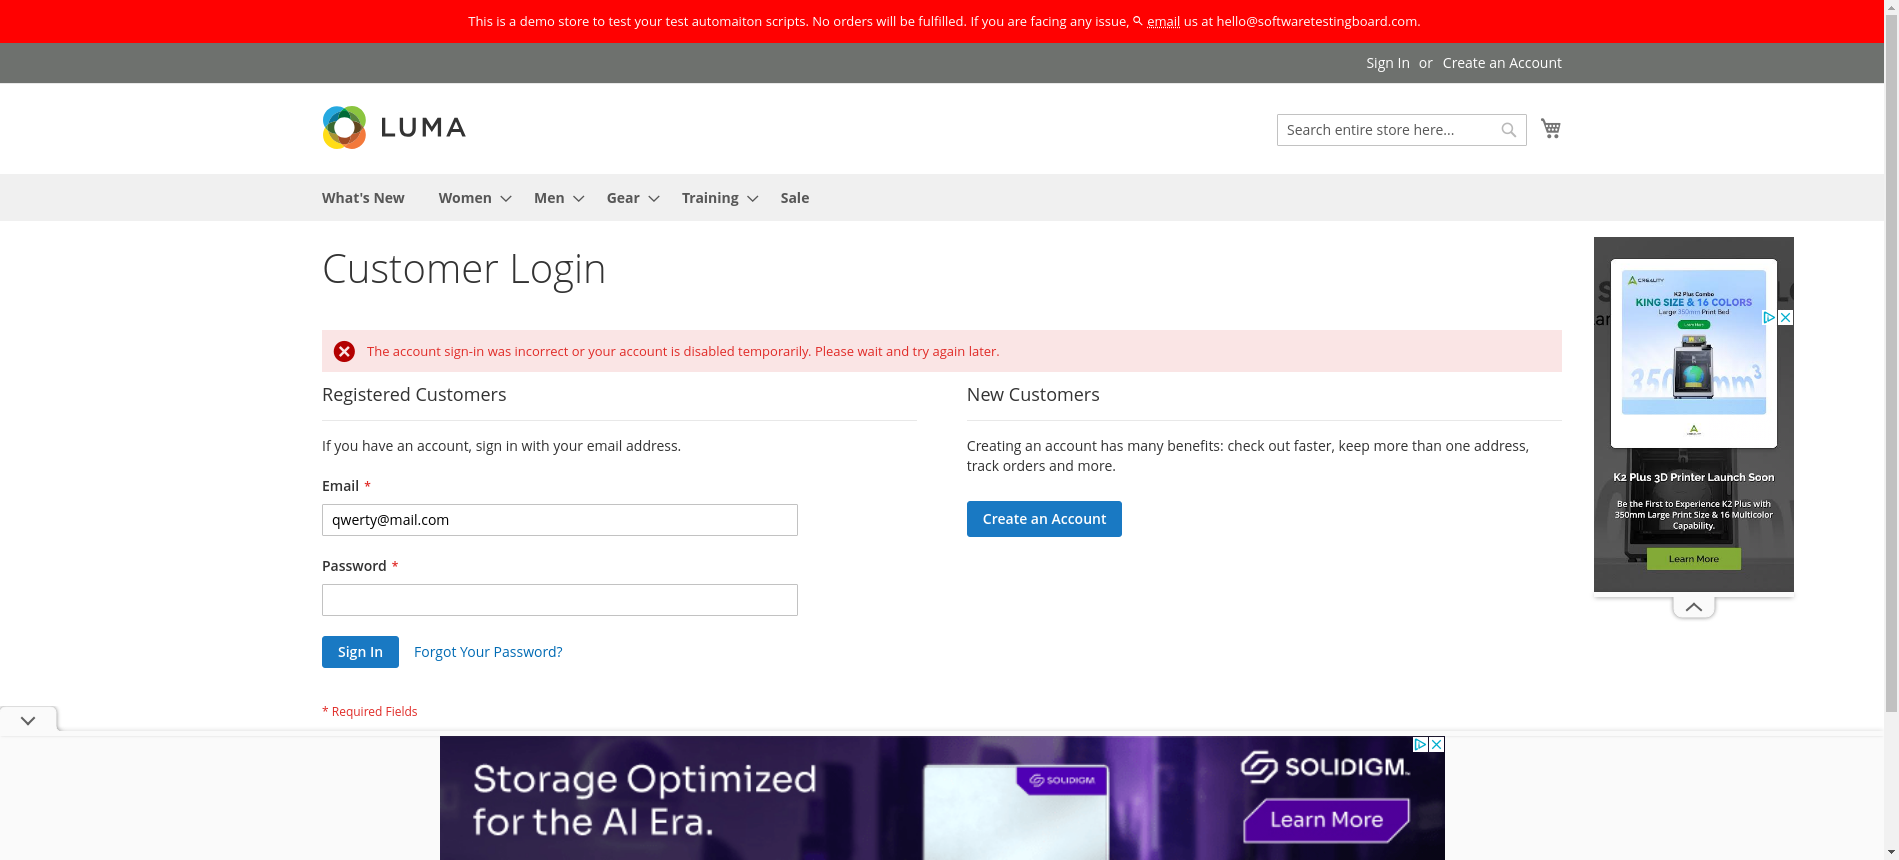 This is a demo store to test your test automaiton scripts. No orders will be fulfilled. If you are facing any issue, email us at hello@softwaretestingboard.com.
Sign In or Create an Account
LUMA
Search entire store here...
What's New Women Men Gear Training Sale
Customer Login
The account sign-in was incorrect or your account is disabled temporarily. Please wait and try again later.
Registered Customers
If you have an account, sign in with your email address.
Email *
qwerty@mail.com
Password *
Sign In Forgot Your Password?
* Required Fields
New Customers
Creating an account has many benefits: check out faster, keep more than one address,
track orders and more.
Create an Account
CREALITY
K2 Plus Combo
KING SIZE & 16 COLORS
Large 350mm Print Bed
Learn More
350mm³
K2 Plus 3D Printer Launch Soon
Be the First to Experience K2 Plus with
350mm Large Print Size & 16 Multicolor
Capability.
Learn More
Storage Optimized
for the AI Era.
SOLIDIGM
SOLIDIGM™
Learn More